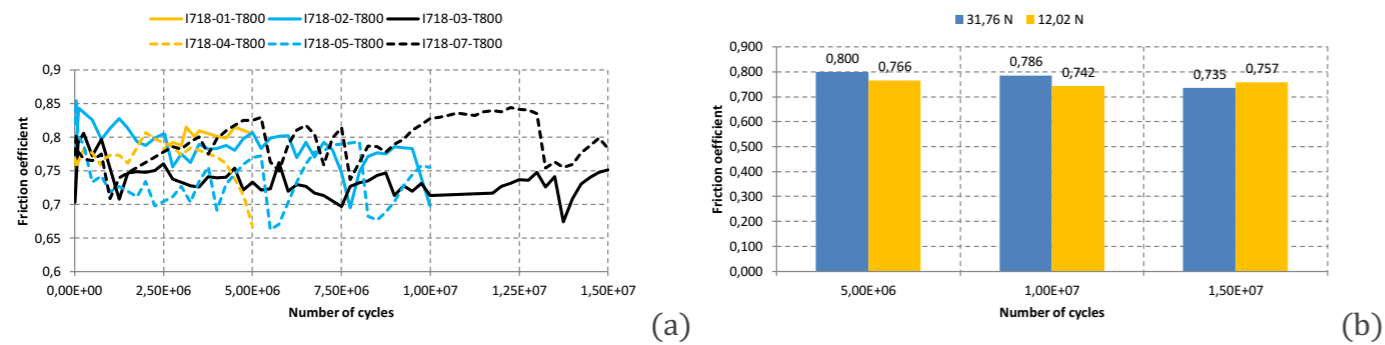 I718-01-T800 I718-02-T800 I718-03-T800
I718-04-T800 I718-05-T800 I718-07-T800
0,9
0,85
0,8
0,75
0,7
0,65
0,6
Friction oefficient
0,00E+00 2,50E+06 5,00E+06 7,50E+06 1,00E+07 1,25E+07 1,50E+07
Number of cycles
(a)
31,76 N 12,02 N
0,900
0,800
0,700
0,600
0,500
0,400
0,300
0,200
0,100
0,000
Friction oefficient
0,800 0,766 0,786 0,742 0,735 0,757
5,00E+06 1,00E+07 1,50E+07
Number of cycles
(b)